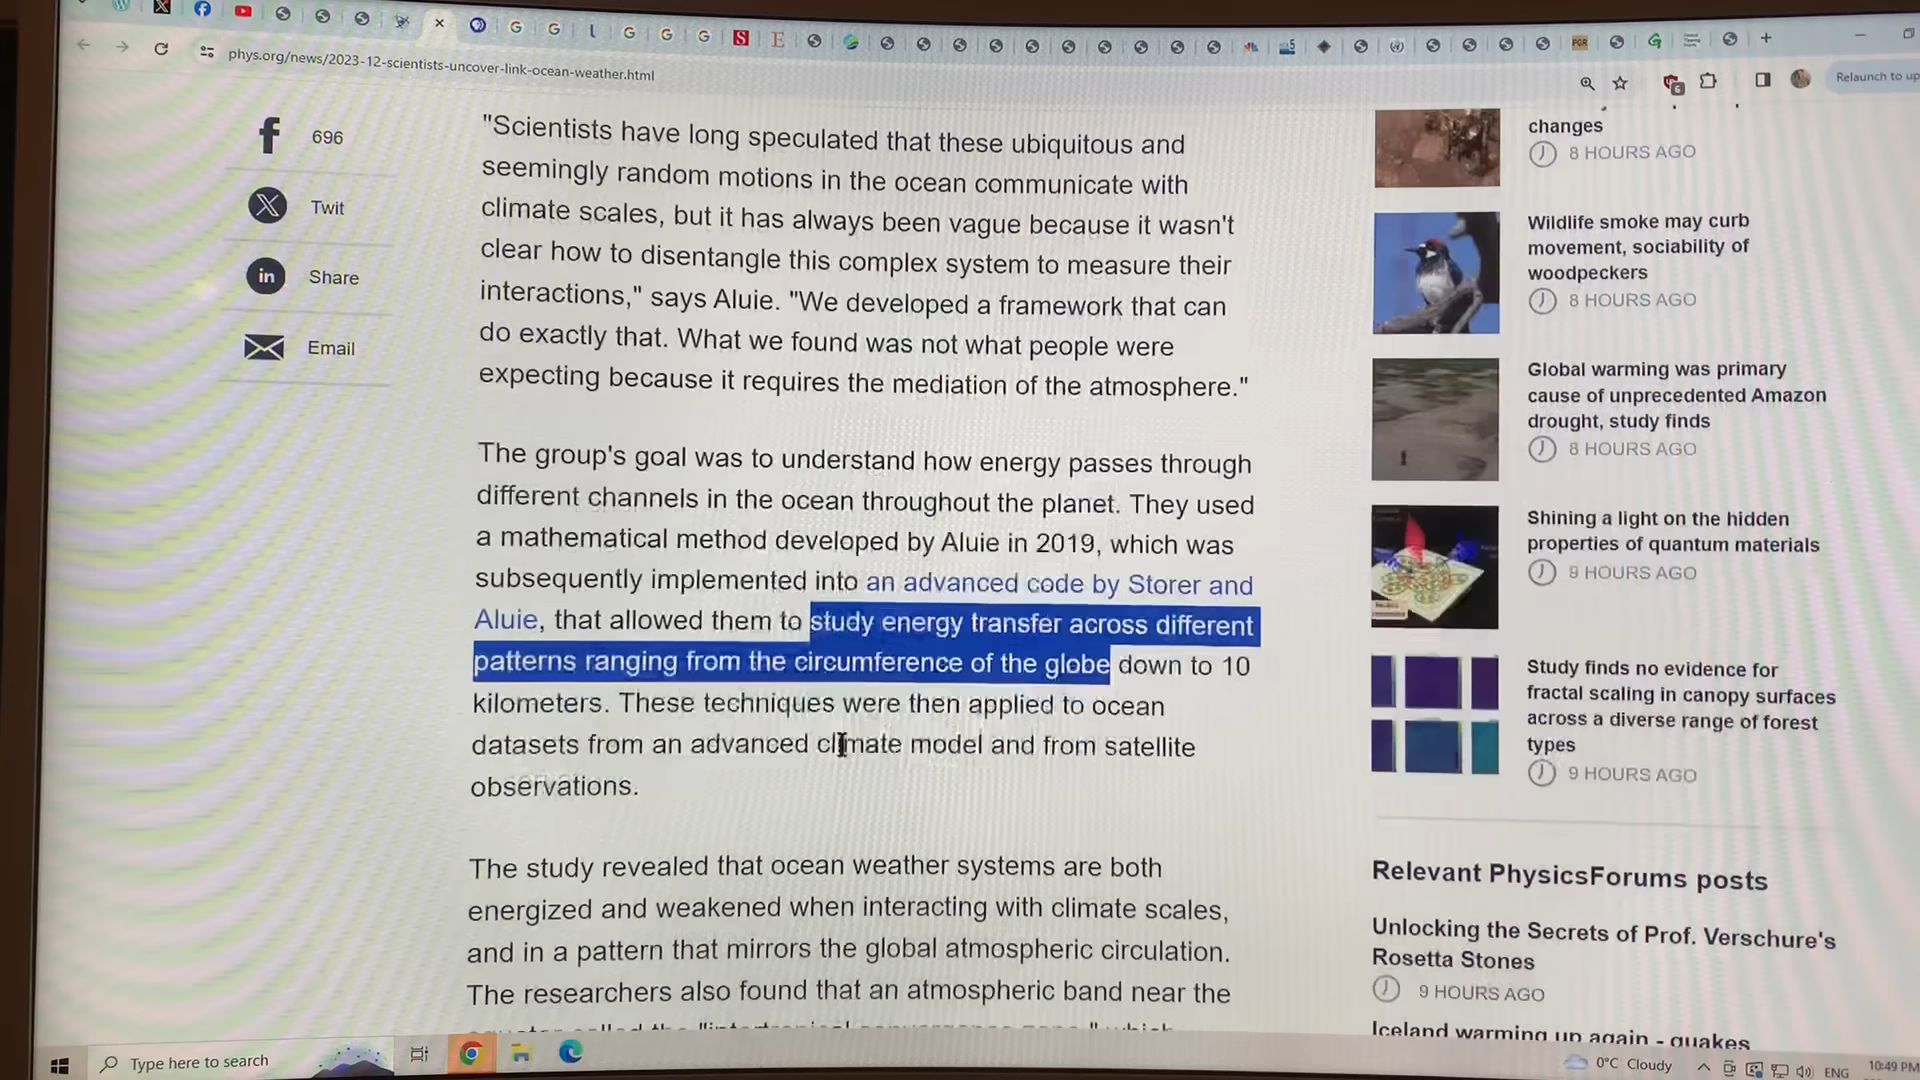 phys.org/news/2023-12-scientists-uncover-link-ocean-weather.html
Relaunch to up
696
Twit
Share
Email
"Scientists have long speculated that these ubiquitous and
seemingly random motions in the ocean communicate with
climate scales, but it has always been vague because it wasn't
clear how to disentangle this complex system to measure their
interactions," says Aluie. "We developed a framework that can
do exactly that. What we found was not what people were
expecting because it requires the mediation of the atmosphere."
The group's goal was to understand how energy passes through
different channels in the ocean throughout the planet. They used
a mathematical method developed by Aluie in 2019, which was
subsequently implemented into an advanced code by Storer and
Aluie, that allowed them to study energy transfer across different
patterns ranging from the circumference of the globe down to 10
kilometers. These techniques were then applied to ocean
datasets from an advanced climate model and from satellite
observations.
The study revealed that ocean weather systems are both
energized and weakened when interacting with climate scales,
and in a pattern that mirrors the global atmospheric circulation.
The researchers also found that an atmospheric band near the
changes
8 HOURS AGO
Wildlife smoke may curb
movement, sociability of
woodpeckers
8 HOURS AGO
Global warming was primary
cause of unprecedented Amazon
drought, study finds
8 HOURS AGO
Shining a light on the hidden
properties of quantum materials
9 HOURS AGO
Study finds no evidence for
fractal scaling in canopy surfaces
across a diverse range of forest
types
9 HOURS AGO
Relevant PhysicsForums posts
Unlocking the Secrets of Prof. Verschure's
Rosetta Stones
9 HOURS AGO
Iceland warming up again - quakes
Type here to search
0°C Cloudy
ENG
10:49 PM